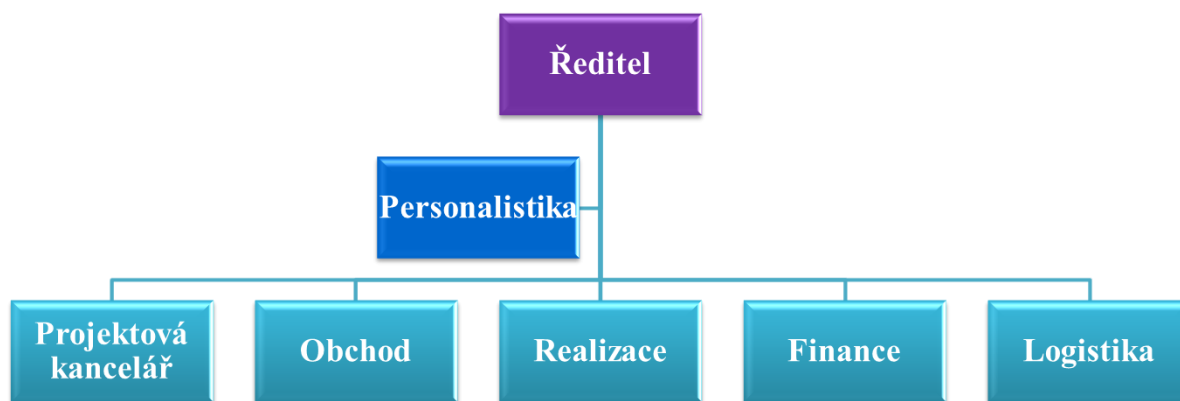 Ředitel
Personalistika
Projektová
kancelář
Obchod
Realizace
Finance
Logistika